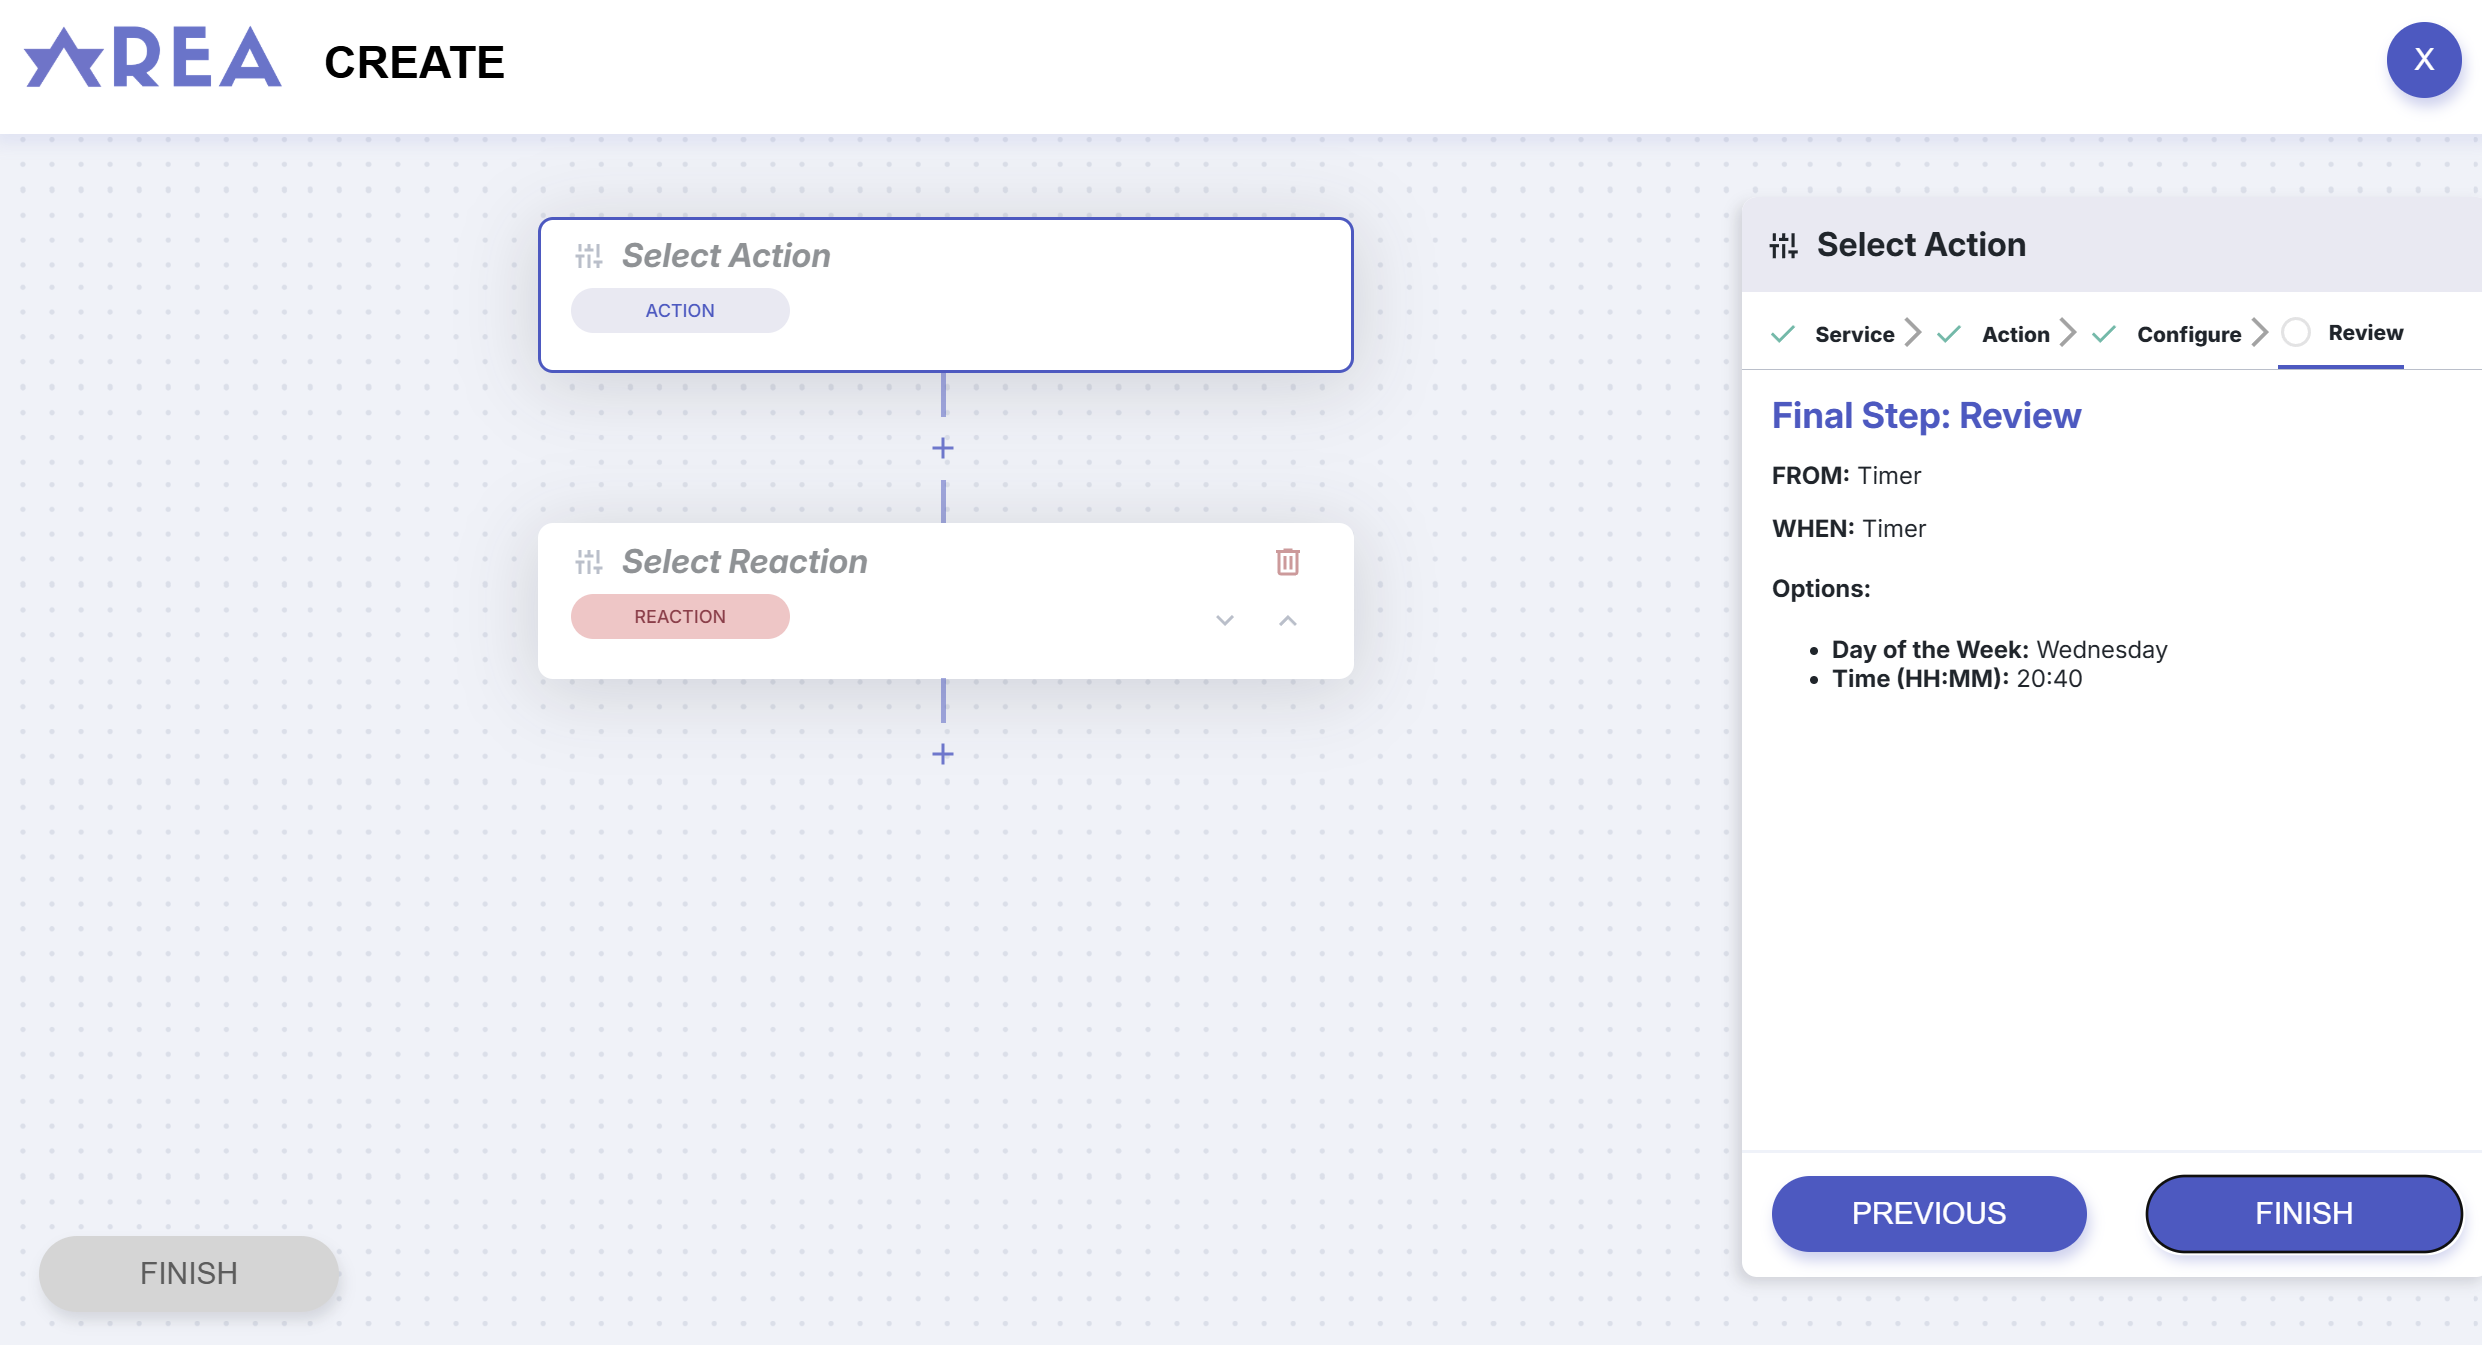 AREA CREATE
X
Select Action
ACTION
+
Select Reaction
REACTION
+
FINISH
Select Action
Service Action Configure Review
Final Step: Review
FROM: Timer
WHEN: Timer
Options:
• Day of the Week: Wednesday
• Time (HH:MM): 20:40
PREVIOUS FINISH